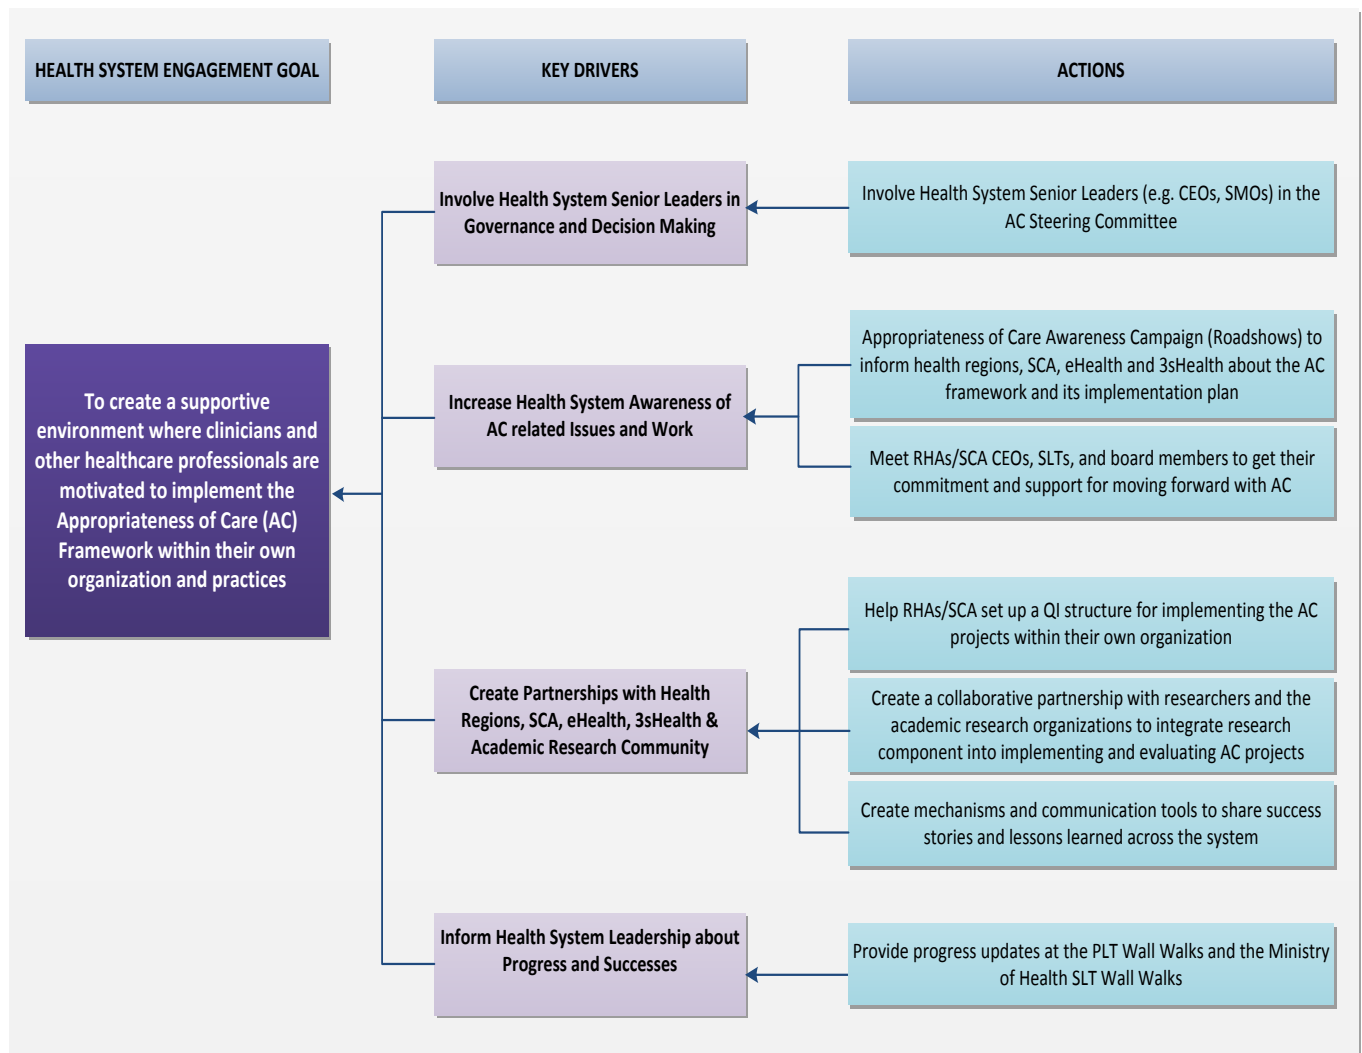 HEALTH SYSTEM ENGAGEMENT GOAL
KEY DRIVERS
ACTIONS
To create a supportive
environment where clinicians and
other healthcare professionals are
motivated to implement the
Appropriateness of Care (AC)
Framework within their own
organization and practices
Involve Health System Senior Leaders in
Governance and Decision Making
Involve Health System Senior Leaders (e.g. CEOs, SMOs) in the
AC Steering Committee
Increase Health System Awareness of
AC related Issues and Work
Appropriateness of Care Awareness Campaign (Roadshows) to
inform health regions, SCA, eHealth and 3sHealth about the AC
framework and its implementation plan
Meet RHAs/SCA CEOs, SLTs, and board members to get their
commitment and support for moving forward with AC
Create Partnerships with Health
Regions, SCA, eHealth, 3sHealth &
Academic Research Community
Help RHAs/SCA set up a QI structure for implementing the AC
projects within their own organization
Create a collaborative partnership with researchers and the
academic research organizations to integrate research
component into implementing and evaluating AC projects
Create mechanisms and communication tools to share success
stories and lessons learned across the system
Inform Health System Leadership about
Progress and Successes
Provide progress updates at the PLT Wall Walks and the Ministry
of Health SLT Wall Walks